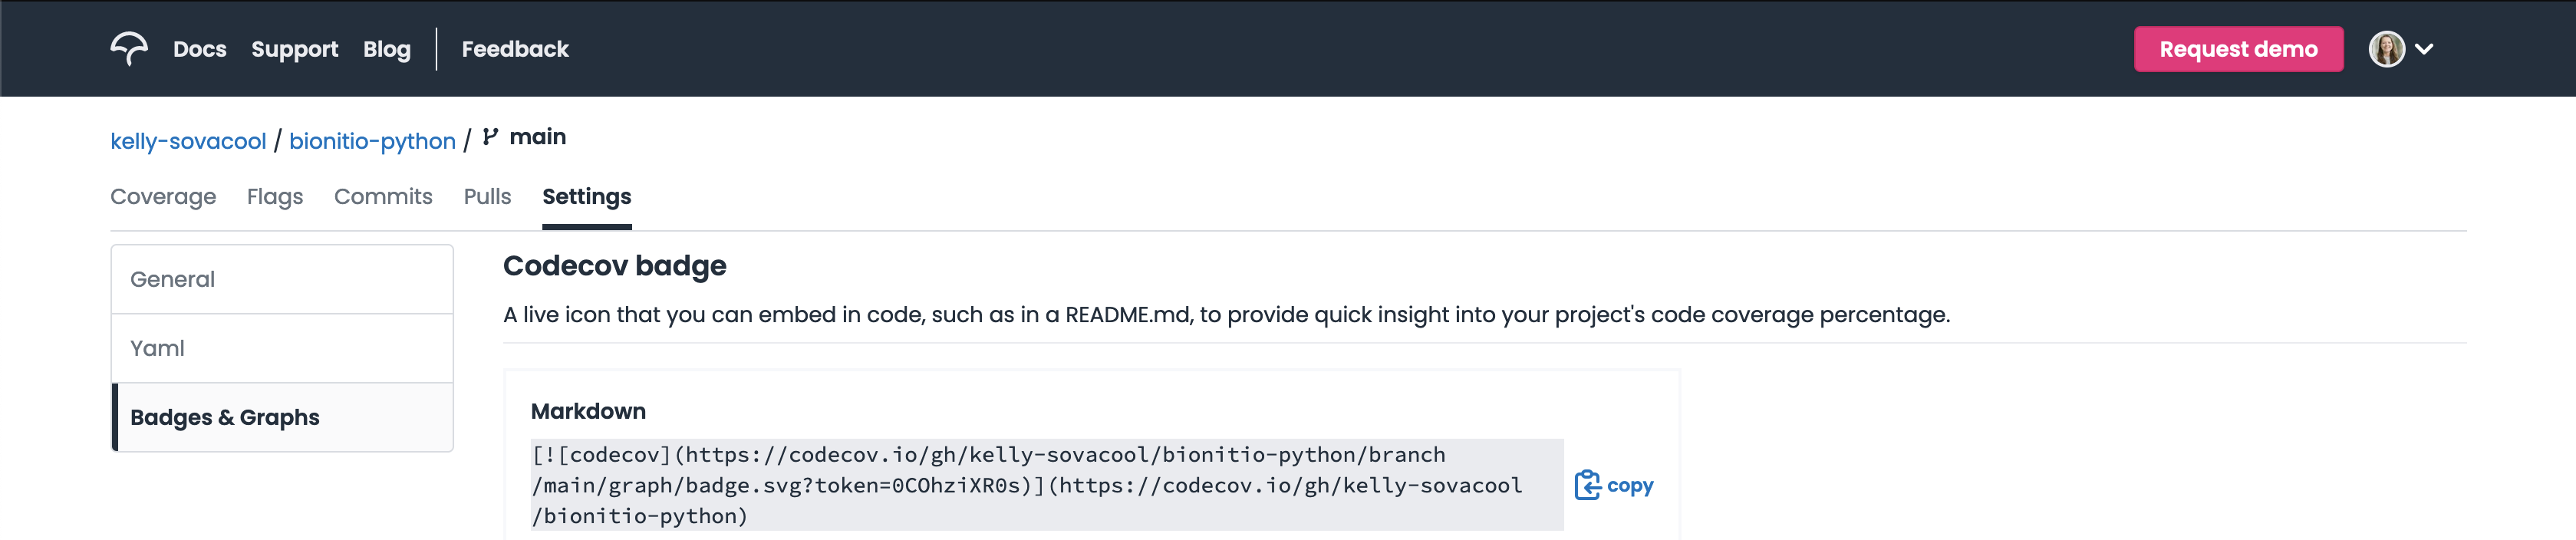 Docs Support Blog Feedback Request demo
kelly-sovacool / bionitio-python / main
Coverage Flags Commits Pulls Settings
General
Yaml
Badges & Graphs
Codecov badge
A live icon that you can embed in code, such as in a README.md, to provide quick insight into your project's code coverage percentage.
Markdown
[![codecov](https://codecov.io/gh/kelly-sovacool/bionitio-python/branch
/main/graph/badge.svg?token=0COhziXR0s)](https://codecov.io/gh/kelly-sovacool
/bionitio-python)
copy